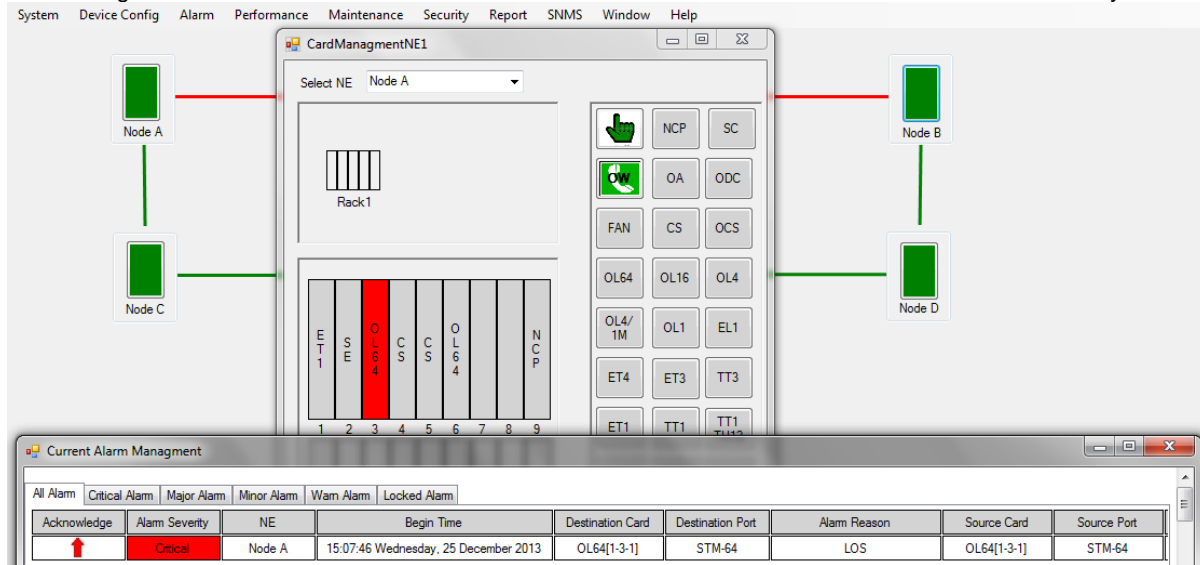 System Device Config Alarm Performance Maintenance Security Report SNMS Window Help
CardManagmentNE1
Select NE Node A
Node A
Node B
Node C
Node D
Rack1
NCP SC
OW OA ODC
FAN CS OCS
OL64 OL16 OL4
OL4/
1M OL1 EL1
ET4 ET3 TT3
ET1 TT1 TT1
ET1 SE OL64 CS CS OL64 NCP
1 2 3 4 5 6 7 8 9
Current Alarm Managment
All Alarm Critical Alarm Major Alarm Minor Alarm Warn Alarm Locked Alarm
Acknowledge Alarm Severity NE Begin Time Destination Card Destination Port Alarm Reason Source Card Source Port
Critical Node A 15:07:46 Wednesday, 25 December 2013 OL64[1-3-1] STM-64 LOS OL64[1-3-1] STM-64